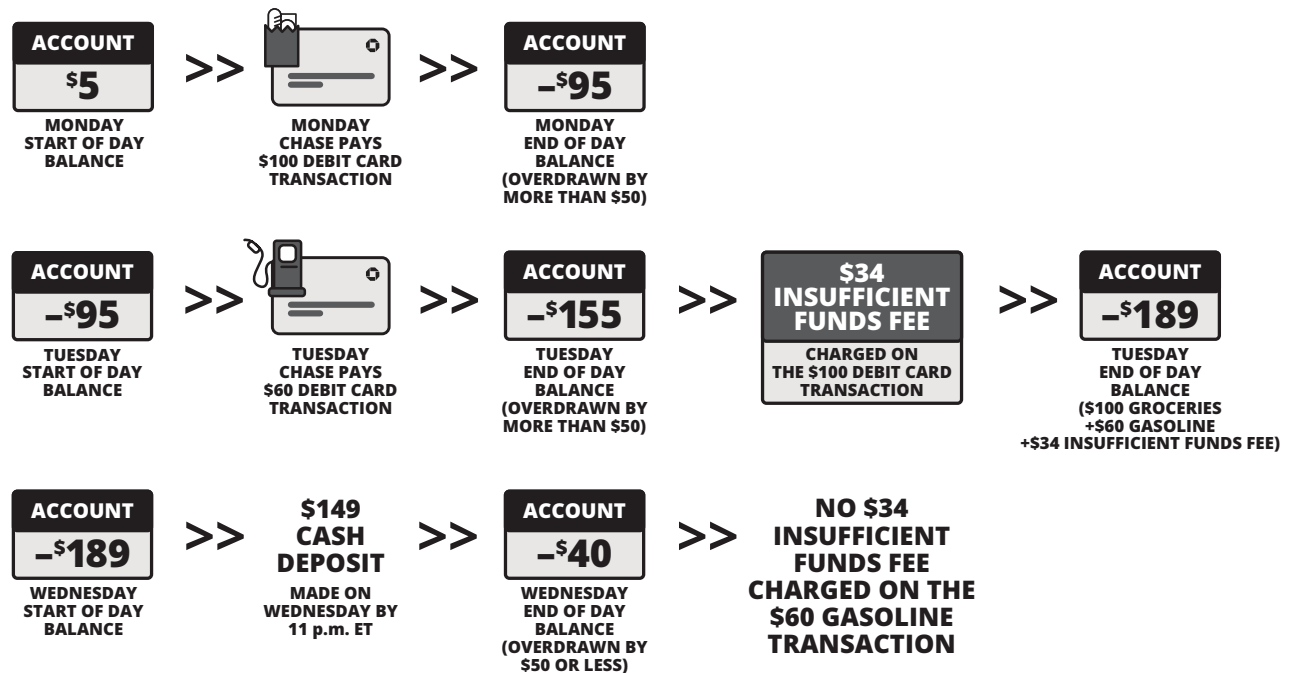 ACCOUNT
$5
MONDAY
START OF DAY
BALANCE
>>
MONDAY
CHASE PAYS
$100 DEBIT CARD
TRANSACTION
>>
ACCOUNT
–$95
MONDAY
END OF DAY
BALANCE
(OVERDRAWN BY
MORE THAN $50)
ACCOUNT
–$95
TUESDAY
START OF DAY
BALANCE
>>
TUESDAY
CHASE PAYS
$60 DEBIT CARD
TRANSACTION
>>
ACCOUNT
–$155
TUESDAY
END OF DAY
BALANCE
(OVERDRAWN BY
MORE THAN $50)
>>
$34
INSUFFICIENT
FUNDS FEE
CHARGED ON
THE $100 DEBIT CARD
TRANSACTION
>>
ACCOUNT
–$189
TUESDAY
END OF DAY
BALANCE
($100 GROCERIES
+$60 GASOLINE
+$34 INSUFFICIENT FUNDS FEE)
ACCOUNT
–$189
WEDNESDAY
START OF DAY
BALANCE
>>
$149
CASH
DEPOSIT
MADE ON
WEDNESDAY BY
11 p.m. ET
>>
ACCOUNT
–$40
WEDNESDAY
END OF DAY
BALANCE
(OVERDRAWN BY
$50 OR LESS)
>>
NO $34
INSUFFICIENT
FUNDS FEE
CHARGED ON THE
$60 GASOLINE
TRANSACTION